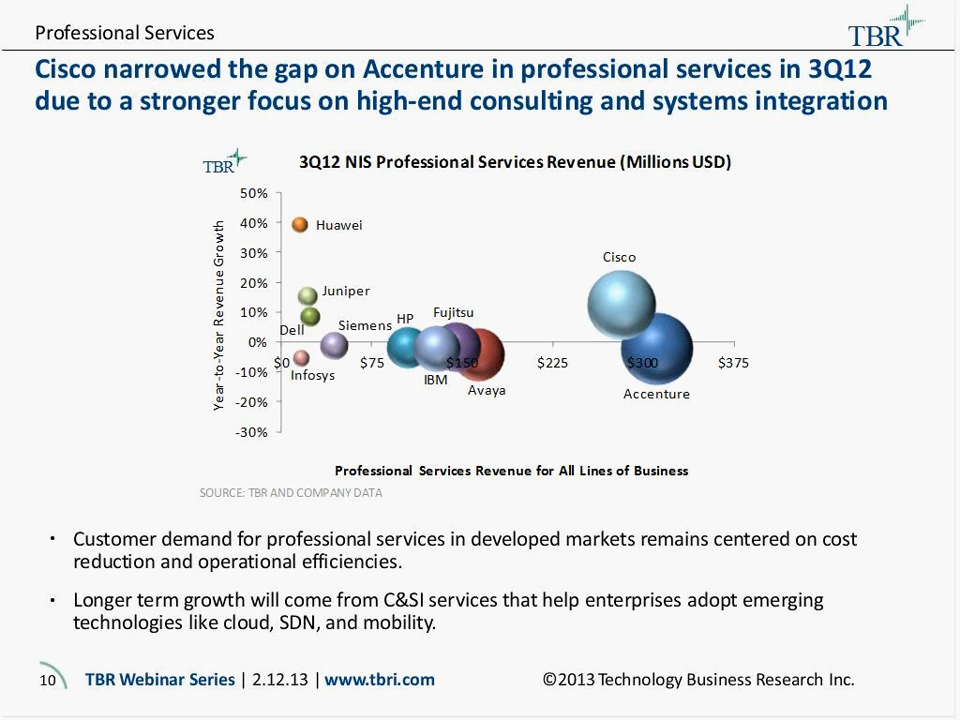 Professional Services
TBR
Cisco narrowed the gap on Accenture in professional services in 3Q12
due to a stronger focus on high-end consulting and systems integration
TBR
3Q12 NIS Professional Services Revenue (Millions USD)
50%
40%
30%
20%
10%
0%
-10%
-20%
-30%
Year-to-Year Revenue Growth
Huawei
Cisco
Juniper
Fujitsu
HP
Siemens
Dell
$0
$75
$150
$225
$300
$375
Infosys
IBM
Avaya
Accenture
Professional Services Revenue for All Lines of Business
SOURCE: TBR AND COMPANY DATA
• Customer demand for professional services in developed markets remains centered on cost
reduction and operational efficiencies.
• Longer term growth will come from C&SI services that help enterprises adopt emerging
technologies like cloud, SDN, and mobility.
10 TBR Webinar Series | 2.12.13 | www.tbri.com ©2013 Technology Business Research Inc.